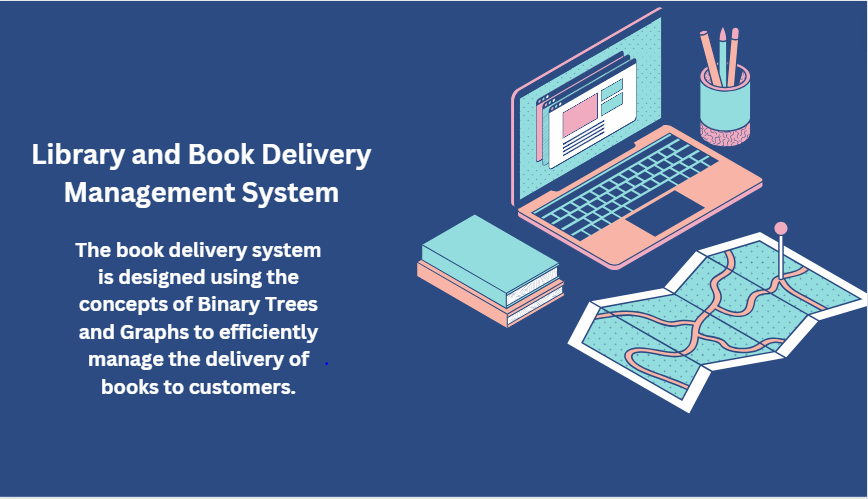 Library and Book Delivery
Management System
The book delivery system
is designed using the
concepts of Binary Trees
and Graphs to efficiently
manage the delivery of
books to customers.